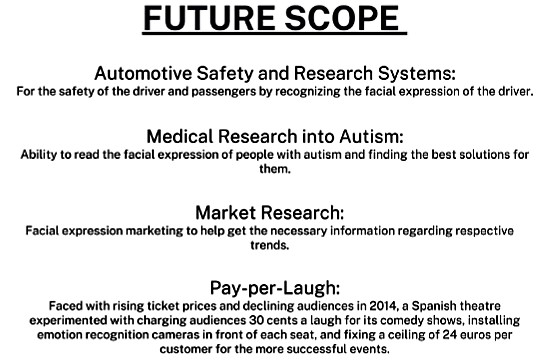 FUTURE SCOPE
Automotive Safety and Research Systems:
For the safety of the driver and passengers by recognizing the facial expression of the driver.
Medical Research into Autism:
Ability to read the facial expression of people with autism and finding the best solutions for
them.
Market Research:
Facial expression marketing to help get the necessary information regarding respective
trends.
Pay-per-Laugh:
Faced with rising ticket prices and declining audiences in 2014, a Spanish theatre
experimented with charging audiences 30 cents a laugh for its comedy shows, installing
emotion recognition cameras in front of each seat, and fixing a ceiling of 24 euros per
customer for the more successful events.